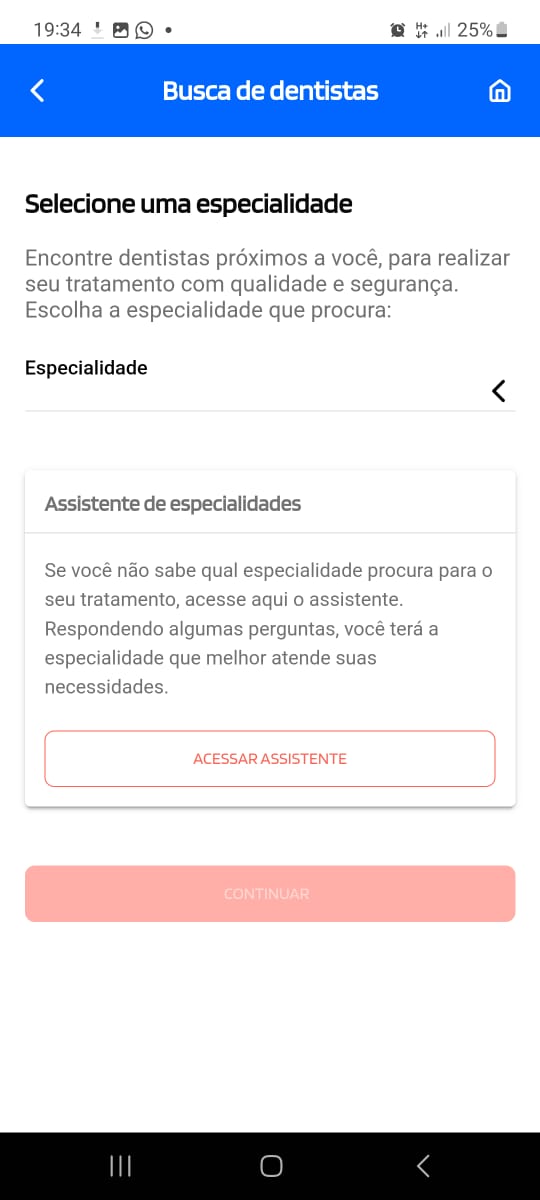 19:34 25%
Busca de dentistas
Selecione uma especialidade
Encontre dentistas próximos a você, para realizar
seu tratamento com qualidade e segurança.
Escolha a especialidade que procura:
Especialidade
Assistente de especialidades
Se você não sabe qual especialidade procura para o
seu tratamento, acesse aqui o assistente.
Respondendo algumas perguntas, você terá a
especialidade que melhor atende suas
necessidades.
ACESSAR ASSISTENTE
CONTINUAR